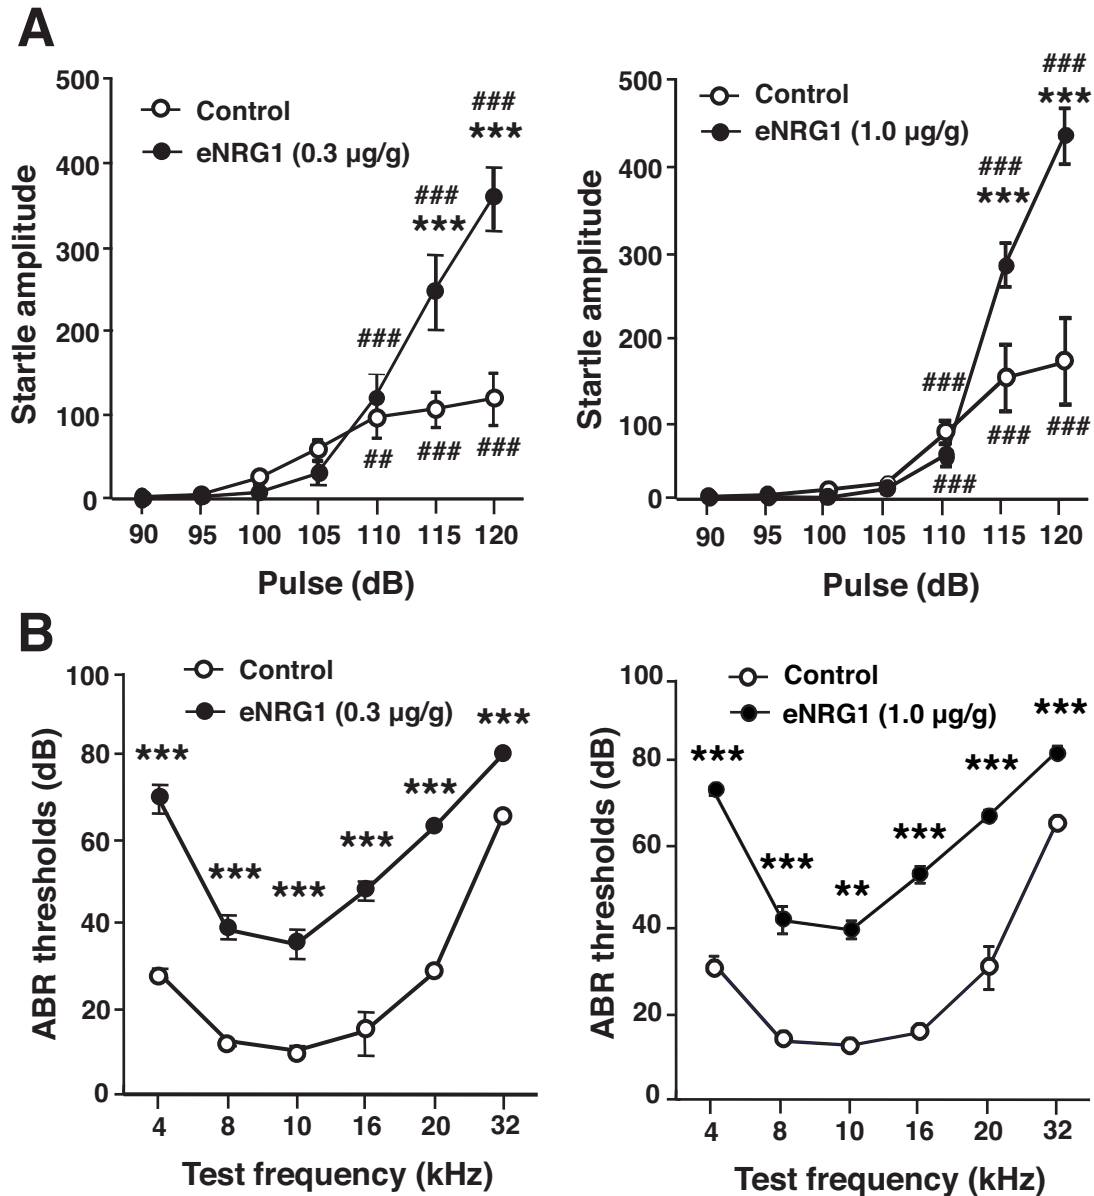 A
Control
eNRG1 (0.3 µg/g)
500
400
300
200
100
0
Startle amplitude
###
***
###
***
###
##
###
###
90 95 100 105 110 115 120
Pulse (dB)
Control
eNRG1 (1.0 µg/g)
500
400
300
200
100
0
Startle amplitude
###
***
###
***
###
###
###
###
90 95 100 105 110 115 120
Pulse (dB)
B
Control
eNRG1 (0.3 µg/g)
100
80
60
40
20
0
ABR thresholds (dB)
***
***
***
***
***
***
4 8 10 16 20 32
Test frequency (kHz)
Control
eNRG1 (1.0 µg/g)
100
80
60
40
20
0
ABR thresholds (dB)
***
***
**
***
***
***
4 8 10 16 20 32
Test frequency (kHz)